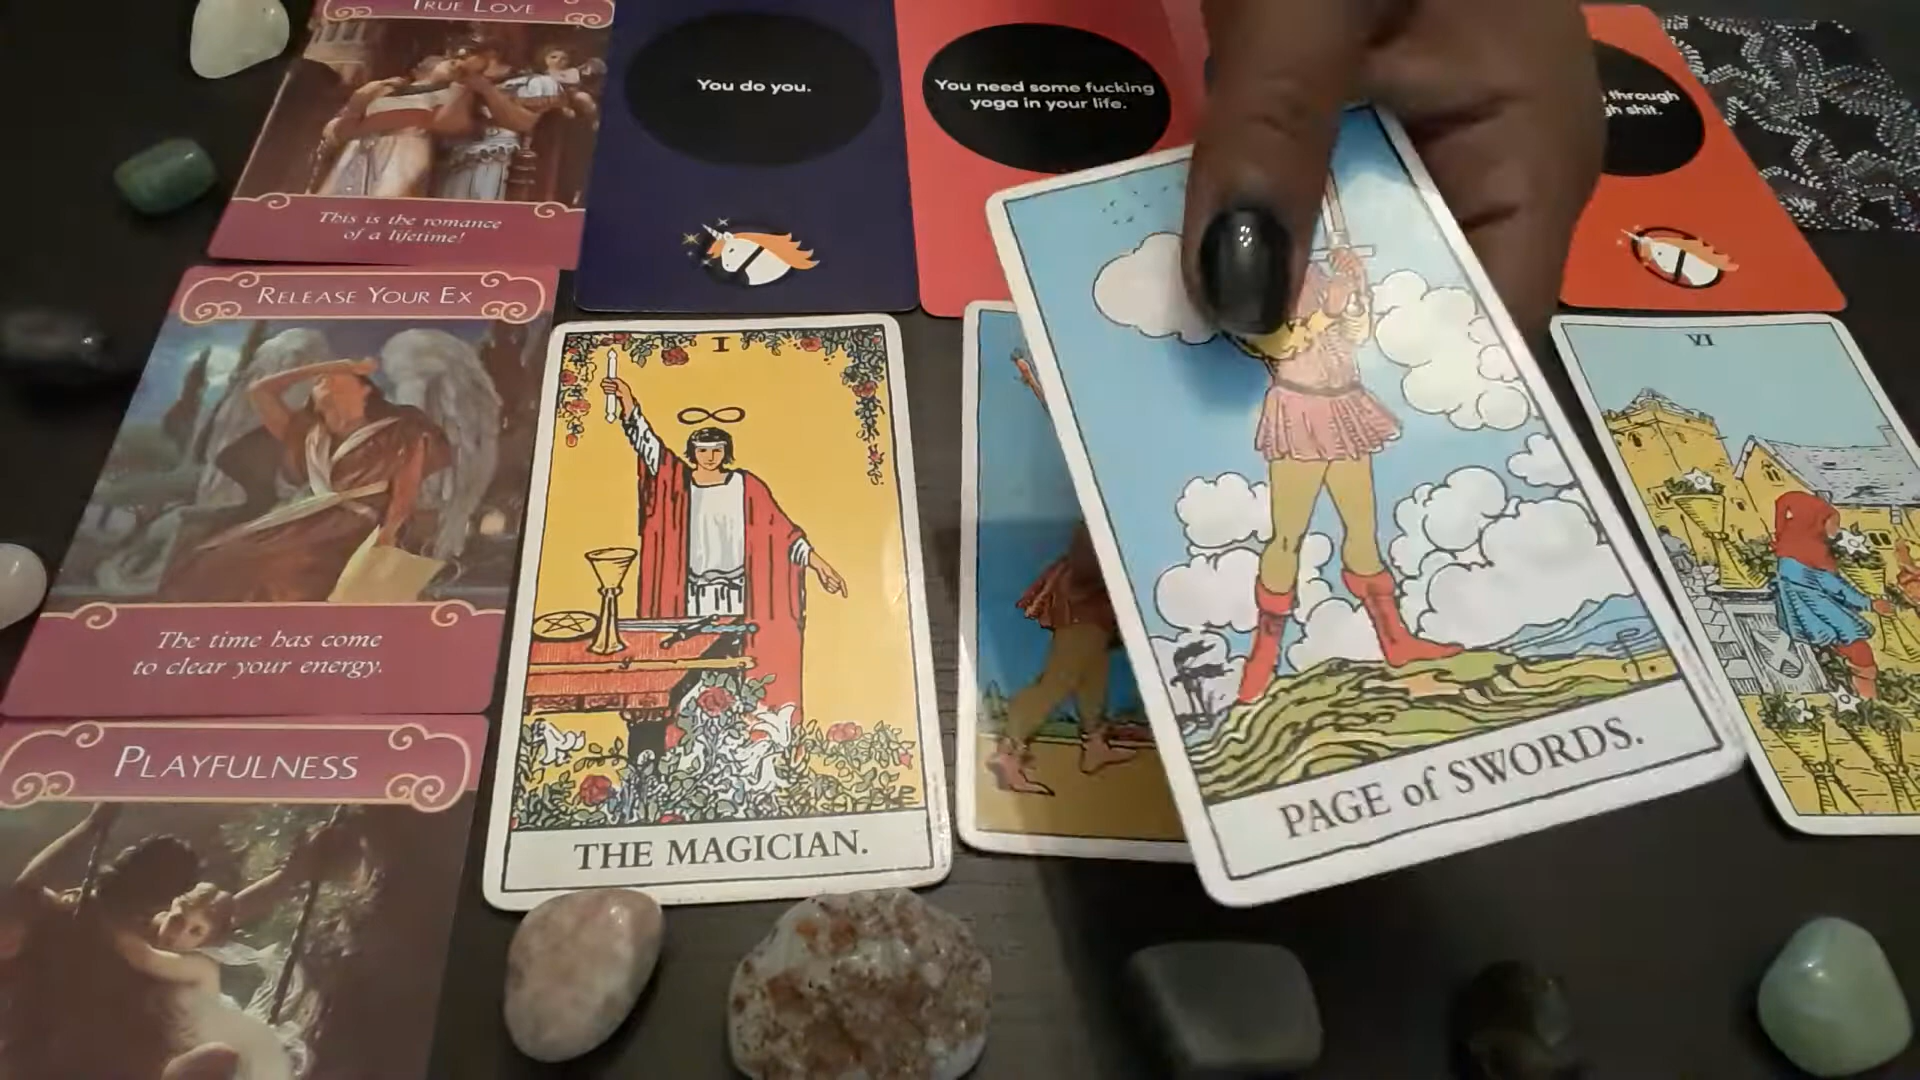 TRUE LOVE
This is the romance
of a lifetime!
You do you.
You need some fucking
yoga in your life.
through
shit.
RELEASE YOUR EX
The time has come
to clear your energy.
I
THE MAGICIAN.
PAGE of SWORDS.
VI
PLAYFULNESS